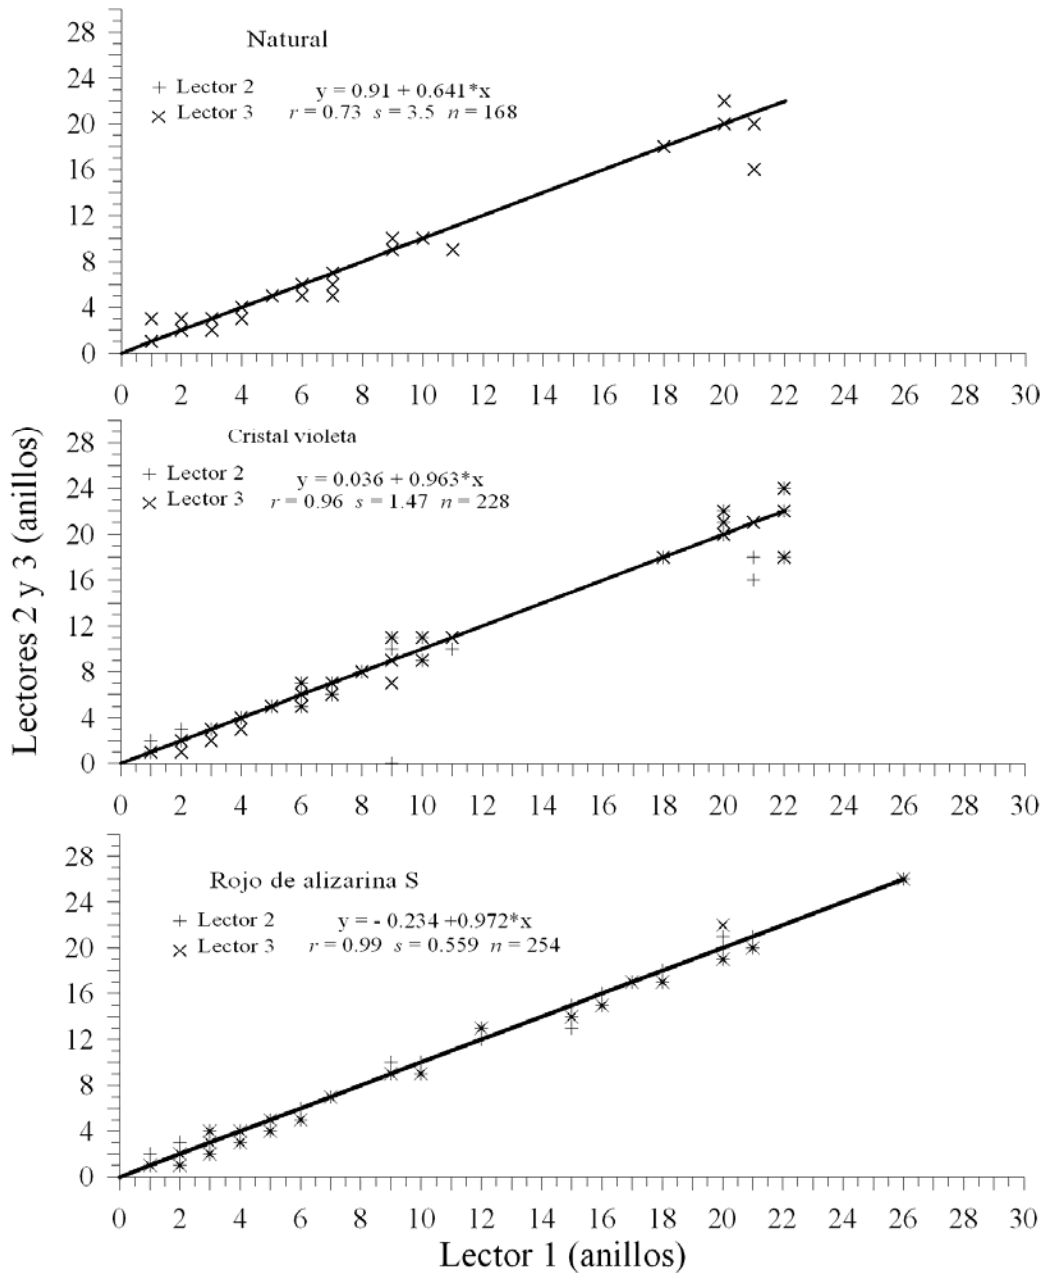 Natural
+ Lector 2 y = 0.91 + 0.641*x
× Lector 3 r = 0.73 s = 3.5 n = 168
28
24
20
16
12
8
4
0
0 2 4 6 8 10 12 14 16 18 20 22 24 26 28 30
Cristal violeta
+ Lector 2 y = 0.036 + 0.963*x
× Lector 3 r = 0.96 s = 1.47 n = 228
28
24
20
16
12
8
4
0
0 2 4 6 8 10 12 14 16 18 20 22 24 26 28 30
Lectores 2 y 3 (anillos)
Rojo de alizarina S
+ Lector 2 y = - 0.234 +0.972*x
× Lector 3 r = 0.99 s = 0.559 n = 254
28
24
20
16
12
8
4
0
0 2 4 6 8 10 12 14 16 18 20 22 24 26 28 30
Lector 1 (anillos)